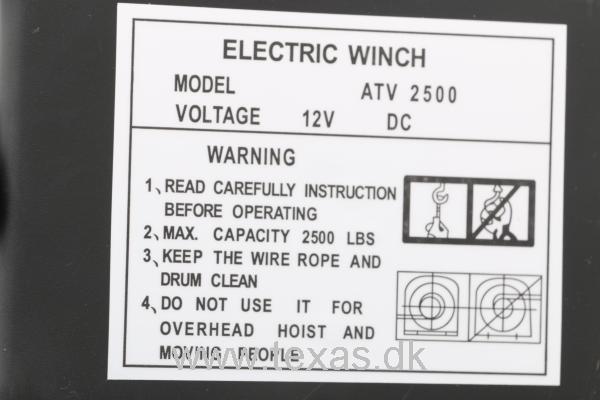 ELECTRIC WINCH
MODEL ATV 2500
VOLTAGE 12V DC
WARNING
1、READ CAREFULLY INSTRUCTION
BEFORE OPERATING
2、MAX. CAPACITY 2500 LBS
3、KEEP THE WIRE ROPE AND
DRUM CLEAN
4、DO NOT USE IT FOR
OVERHEAD HOIST AND
MOVING PEOPLE
www.texas.dk